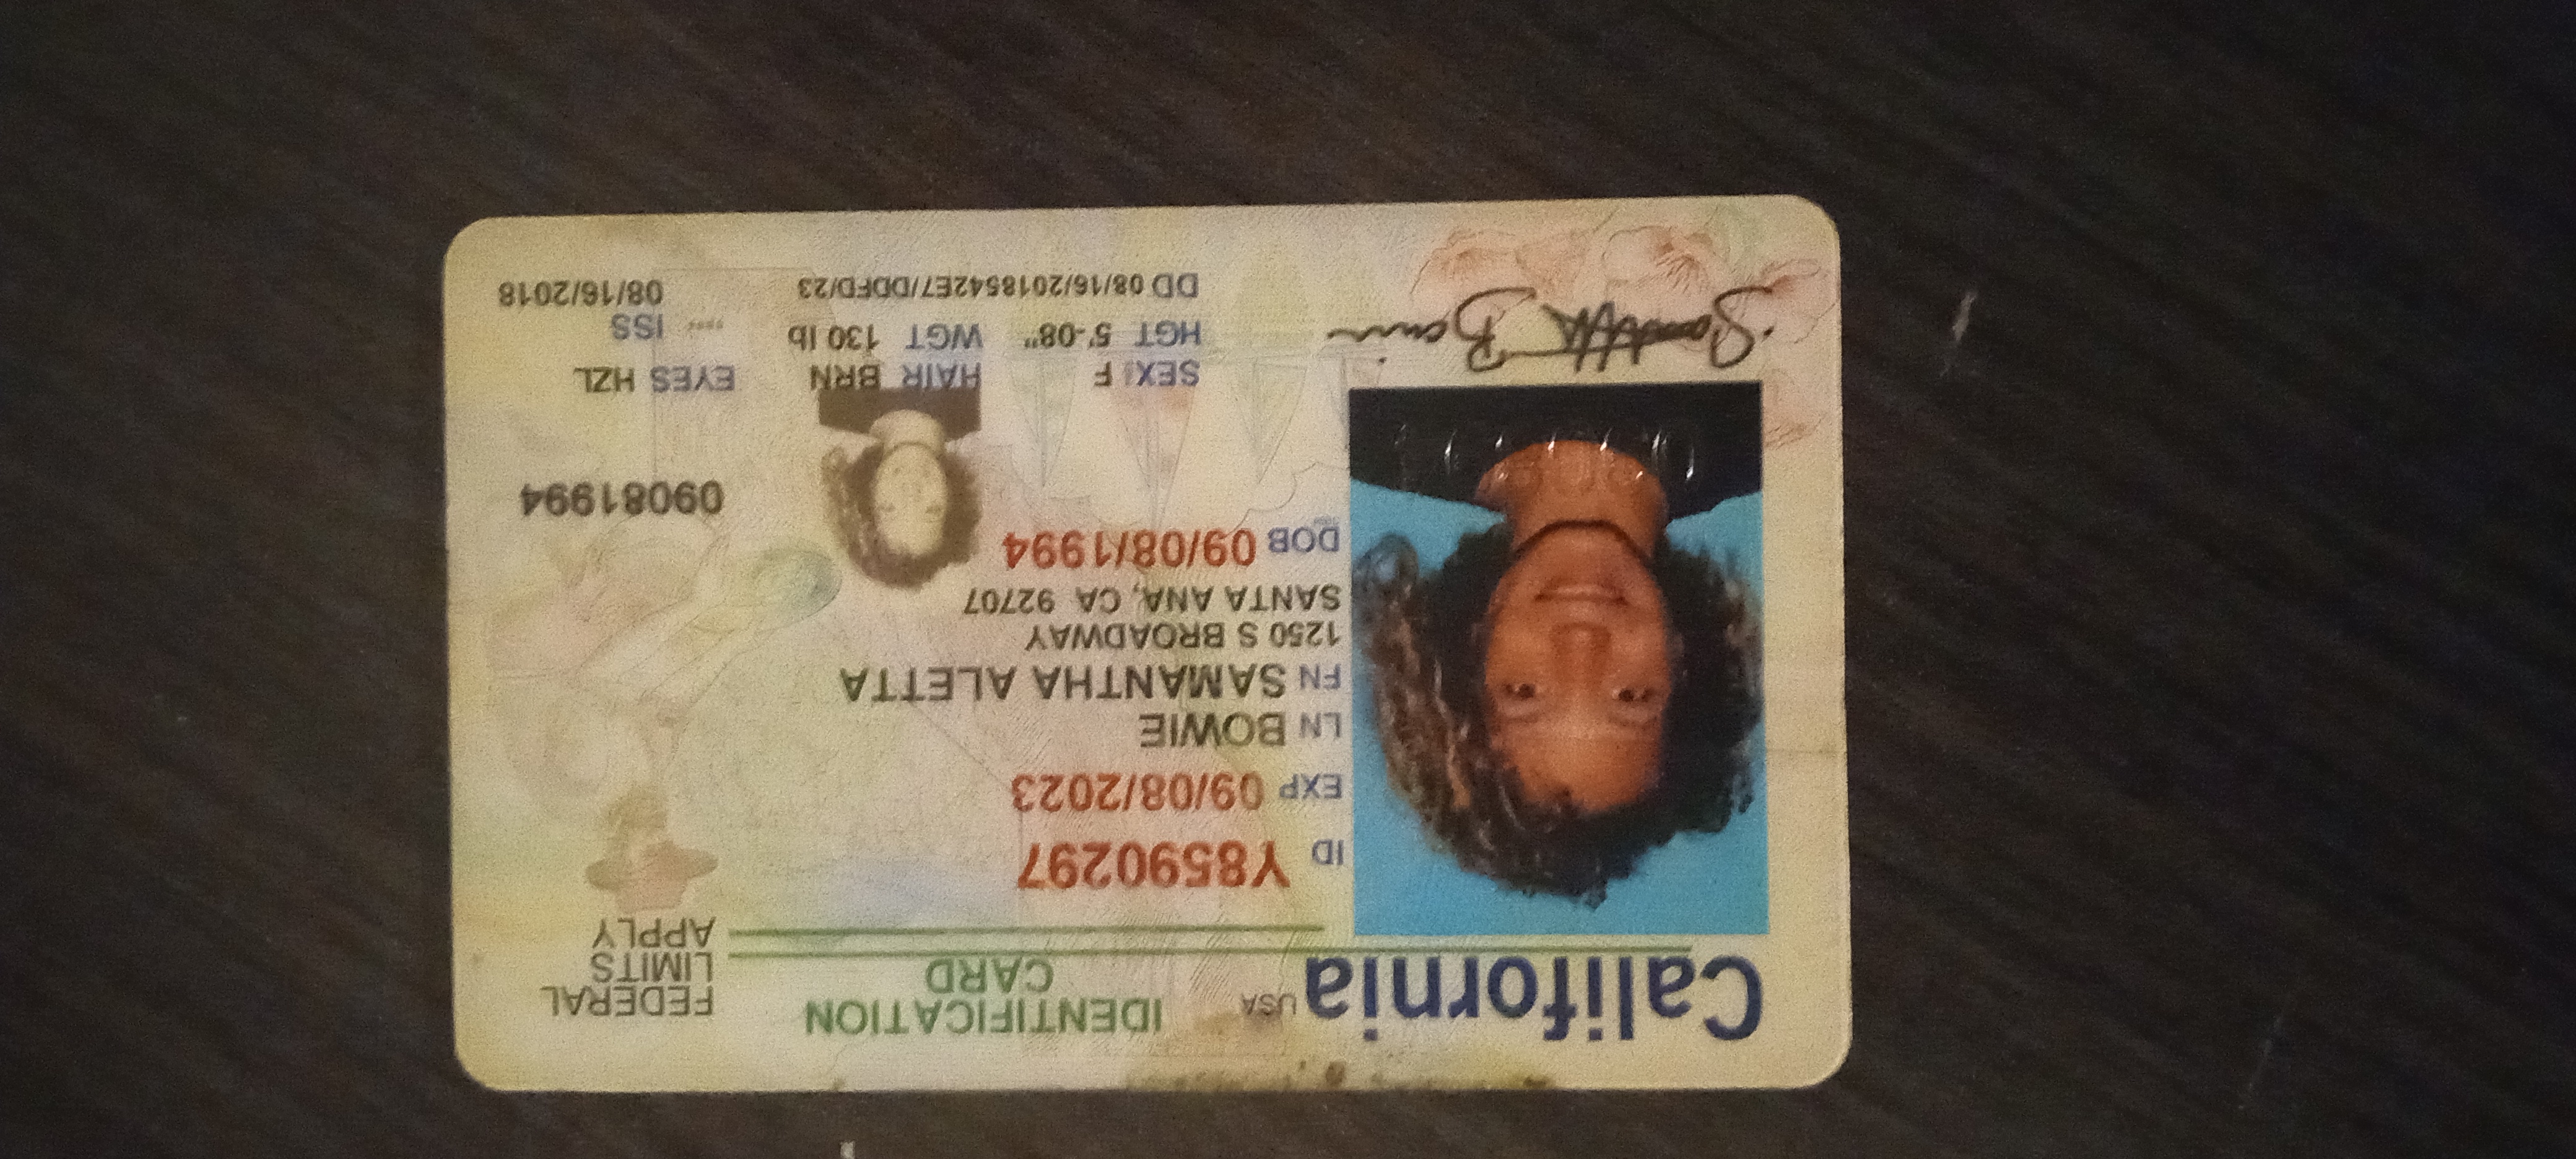 California USA IDENTIFICATION CARD
FEDERAL LIMITS APPLY
ID Y8590297
EXP 09/08/2023
LN BOWIE
FN SAMANTHA ALETTA
1250 S BROADWAY
SANTA ANA, CA 92707
DOB 09/08/1994
09081994
SEX F HAIR BRN EYES HZL
HGT 5'-08" WGT 130 lb ISS
DD 08/16/2018542E7/DDFD/23 08/16/2018